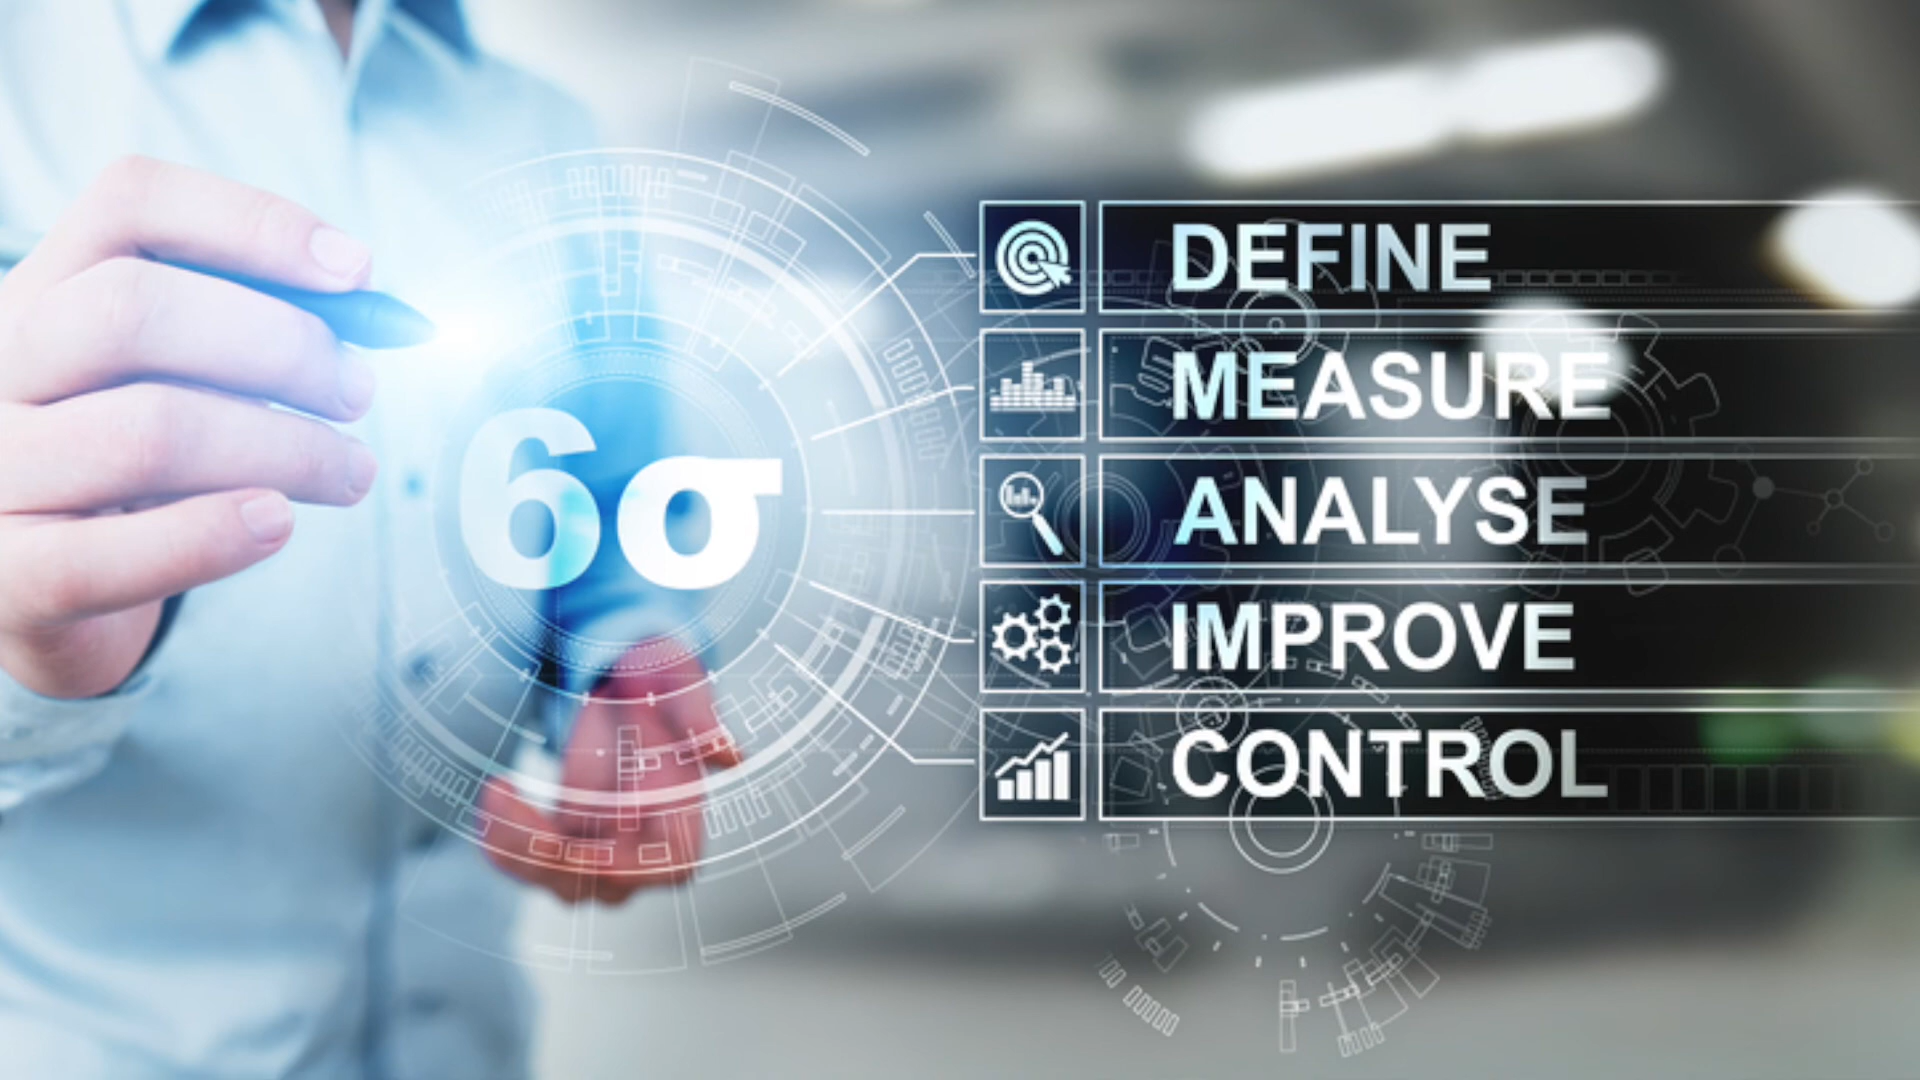 6σ
DEFINE
MEASURE
ANALYSE
IMPROVE
CONTROL